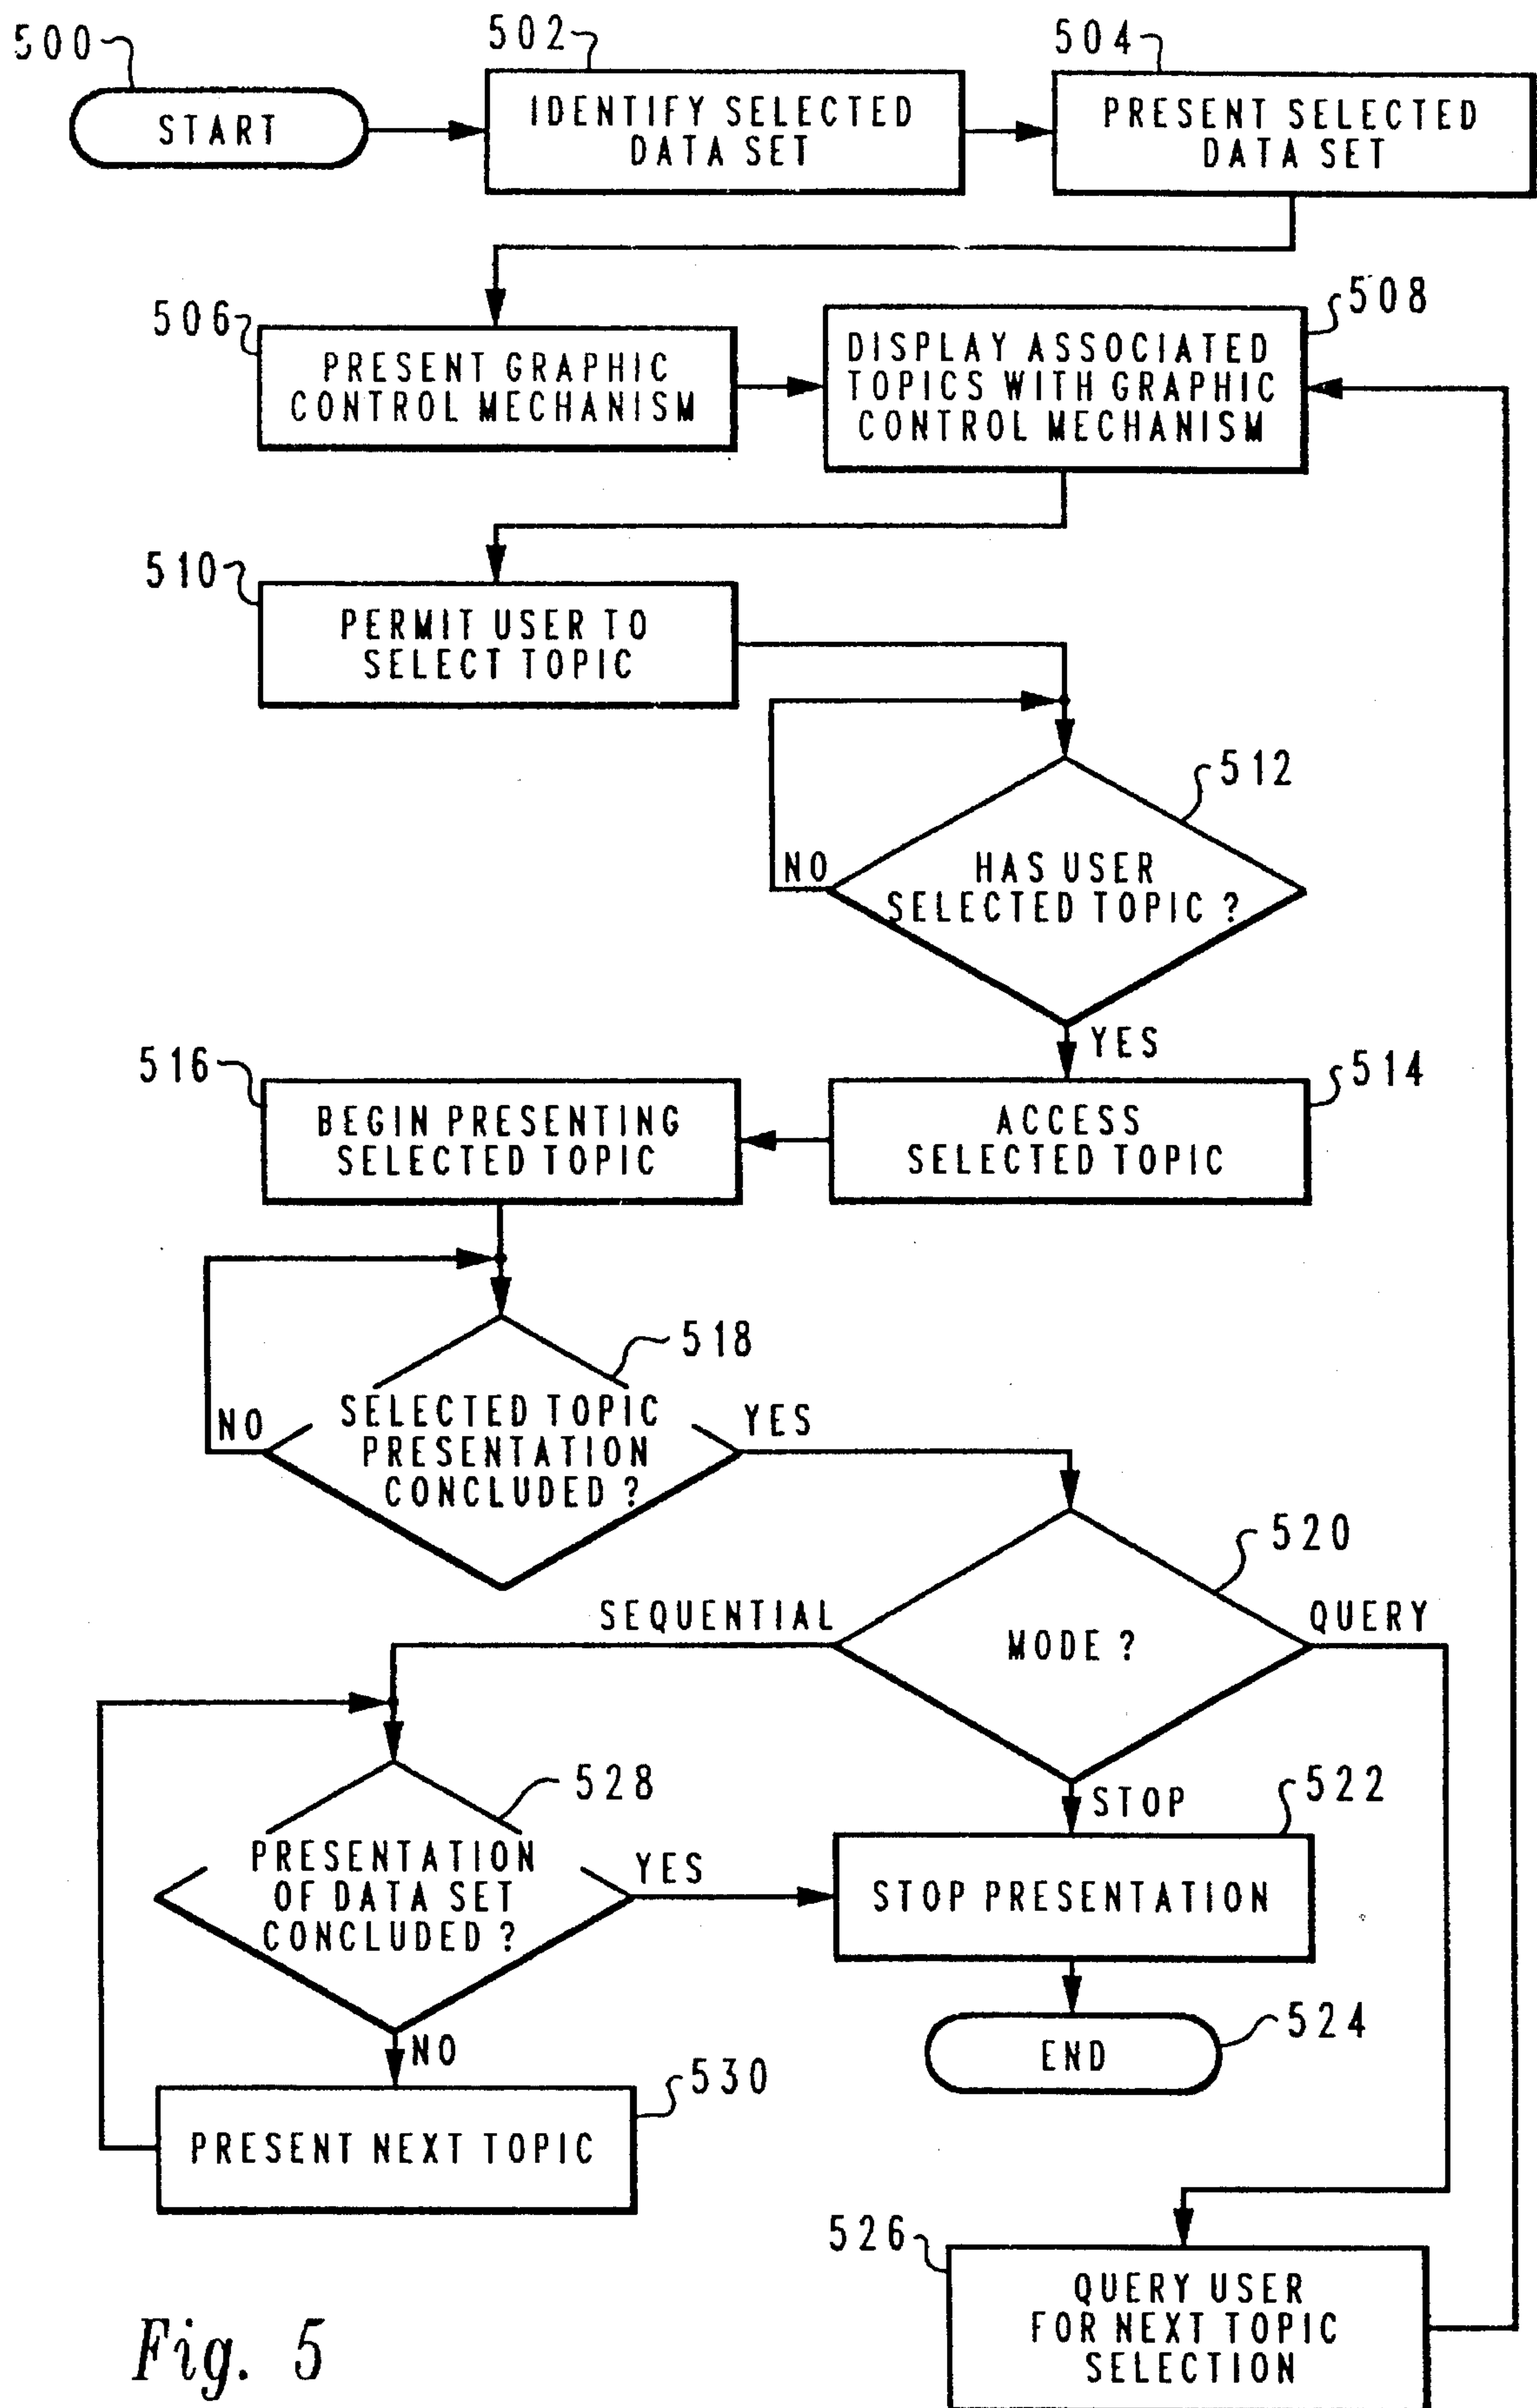 500
START
502
IDENTIFY SELECTED
DATA SET
504
PRESENT SELECTED
DATA SET
506
PRESENT GRAPHIC
CONTROL MECHANISM
508
DISPLAY ASSOCIATED
TOPICS WITH GRAPHIC
CONTROL MECHANISM
510
PERMIT USER TO
SELECT TOPIC
512
HAS USER
SELECTED TOPIC ?
NO
YES
514
ACCESS
SELECTED TOPIC
516
BEGIN PRESENTING
SELECTED TOPIC
518
SELECTED TOPIC
PRESENTATION
CONCLUDED ?
NO
YES
520
MODE ?
SEQUENTIAL
QUERY
STOP
522
STOP PRESENTATION
524
END
528
PRESENTATION
OF DATA SET
CONCLUDED ?
YES
NO
530
PRESENT NEXT TOPIC
526
QUERY USER
FOR NEXT TOPIC
SELECTION
Fig. 5